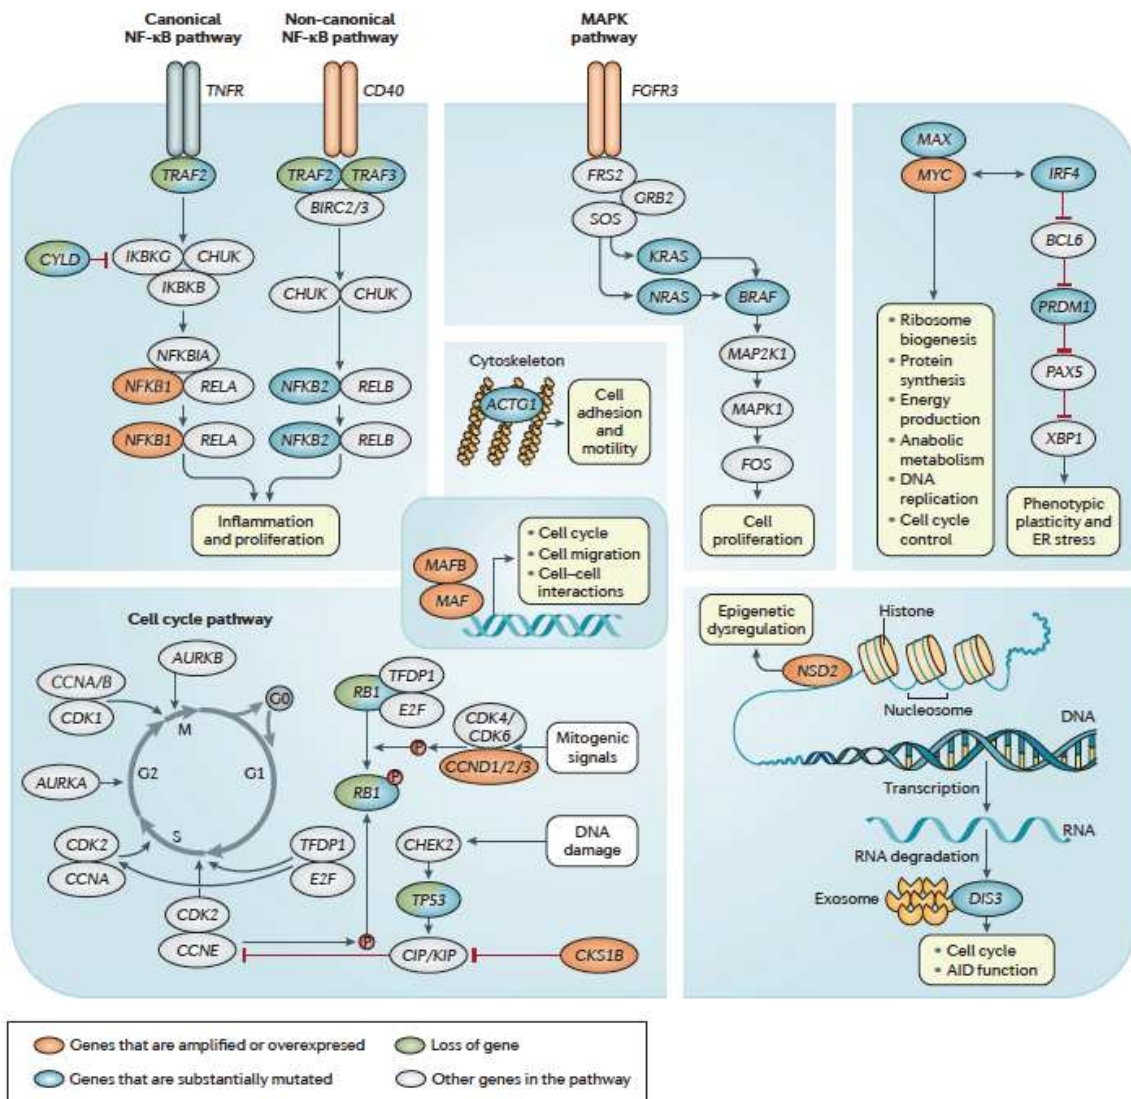 Canonical
NF-κB pathway
Non-canonical
NF-κB pathway
MAPK
pathway
TNFR
CD40
FGFR3
TRAF2
TRAF2
TRAF3
BIRC2/3
CYLD
IKBKG
CHUK
IKBKB
CHUK
CHUK
NFKBIA
NFKB1
RELA
NFKB2
RELB
NFKB1
RELA
NFKB2
RELB
Inflammation
and proliferation
FRS2
GRB2
SOS
KRAS
NRAS
BRAF
MAP2K1
MAPK1
FOS
Cell
proliferation
Cytoskeleton
ACTG1
Cell
adhesion
and
motility
MAX
MYC
IRF4
BCL6
PRDM1
PAX5
XBP1
• Ribosome
biogenesis
• Protein
synthesis
• Energy
production
• Anabolic
metabolism
• DNA
replication
• Cell cycle
control
Phenotypic
plasticity and
ER stress
MAFB
MAF
• Cell cycle
• Cell migration
• Cell–cell
interactions
Cell cycle pathway
AURKB
CCNA/B
CDK1
G0
M
G2
G1
S
AURKA
CDK2
CCNA
TFDP1
E2F
CDK2
CCNE
RB1
TFDP1
E2F
CDK4/
CDK6
CCND1/2/3
P
Mitogenic
signals
P
RB1
CHEK2
DNA
damage
TP53
P
CIP/KIP
CKS1B
Epigenetic
dysregulation
Histone
NSD2
Nucleosome
DNA
Transcription
RNA
RNA degradation
Exosome
DIS3
• Cell cycle
• AID function
Genes that are amplified or overexpresed
Loss of gene
Genes that are substantially mutated
Other genes in the pathway